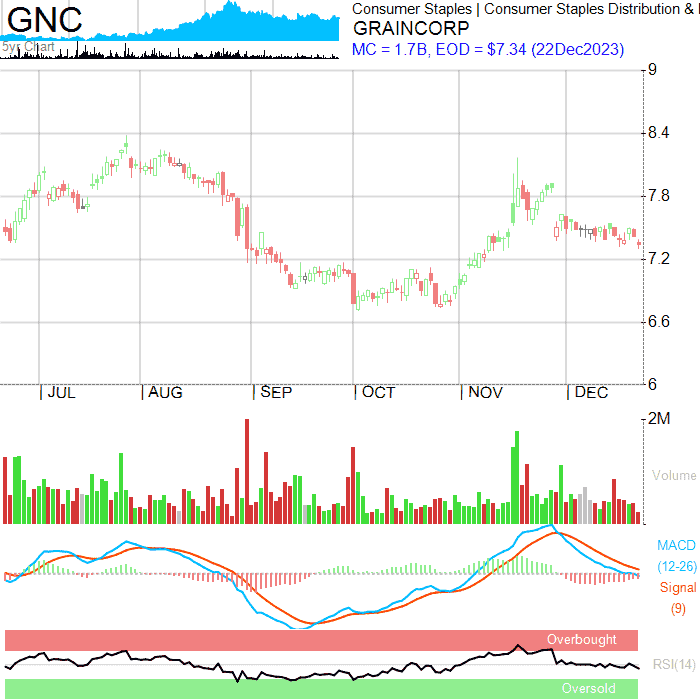 GNC
5yr Chart
Consumer Staples | Consumer Staples Distribution &
GRAINCORP
MC = 1.7B, EOD = $7.34 (22Dec2023)
9
8.4
7.8
7.2
6.6
6
| JUL | AUG | SEP | OCT | NOV | DEC
2M
Volume
MACD
(12-26)
Signal
(9)
Overbought
RSI(14)
Oversold